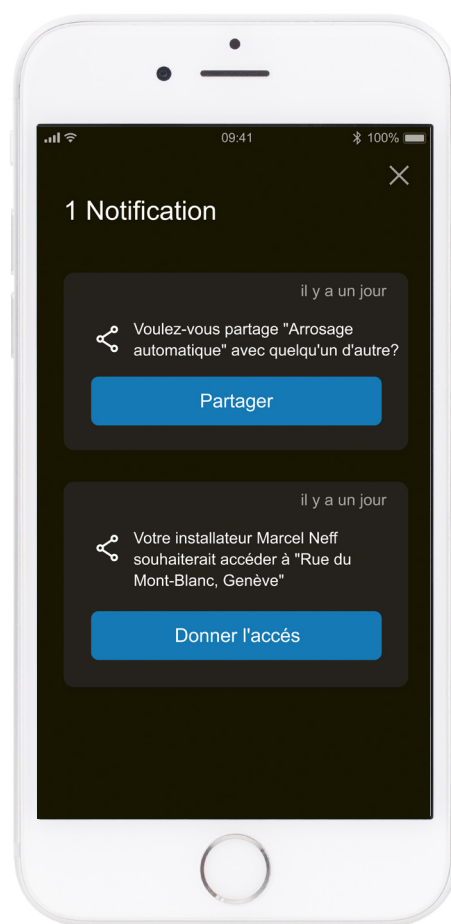 09:41
100%
1 Notification
il y a un jour
Voulez-vous partage "Arrosage
automatique" avec quelqu'un d'autre?
Partager
il y a un jour
Votre installateur Marcel Neff
souhaiterait accéder à "Rue du
Mont-Blanc, Genève"
Donner l'accés